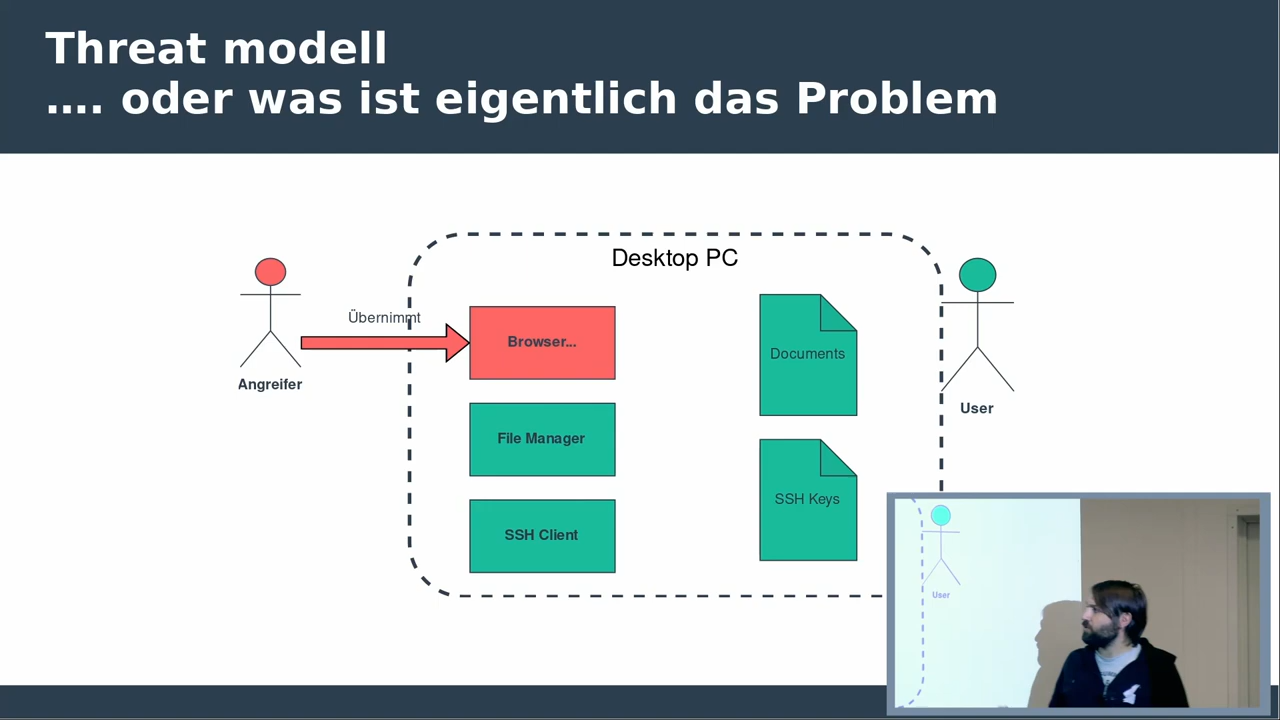 Threat modell
.... oder was ist eigentlich das Problem
Desktop PC
Übernimmt
Angreifer
Browser...
File Manager
SSH Client
Documents
SSH Keys
User
User